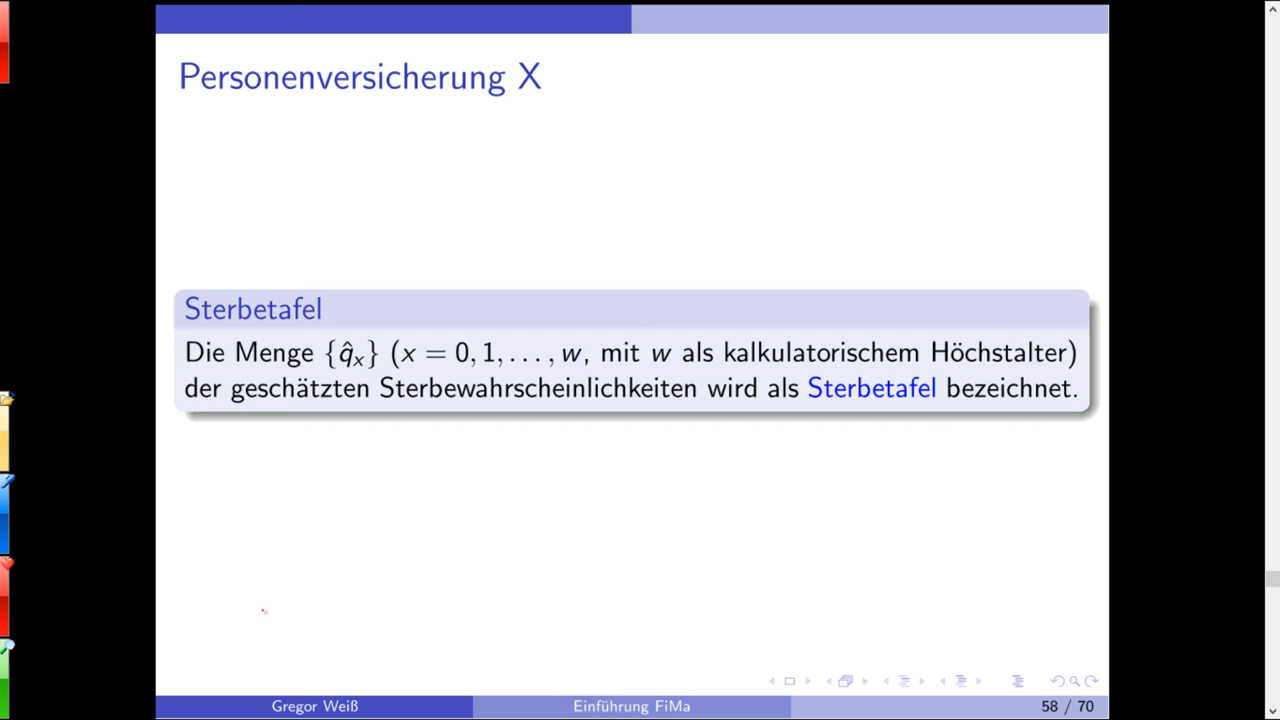 Personenversicherung X
Sterbetafel
Die Menge {q̂ₓ} (x = 0, 1, . . . , w, mit w als kalkulatorischem Höchstalter)
der geschätzten Sterbewahrscheinlichkeiten wird als Sterbetafel bezeichnet.
Gregor Weiß
Einführung FiMa
58 / 70